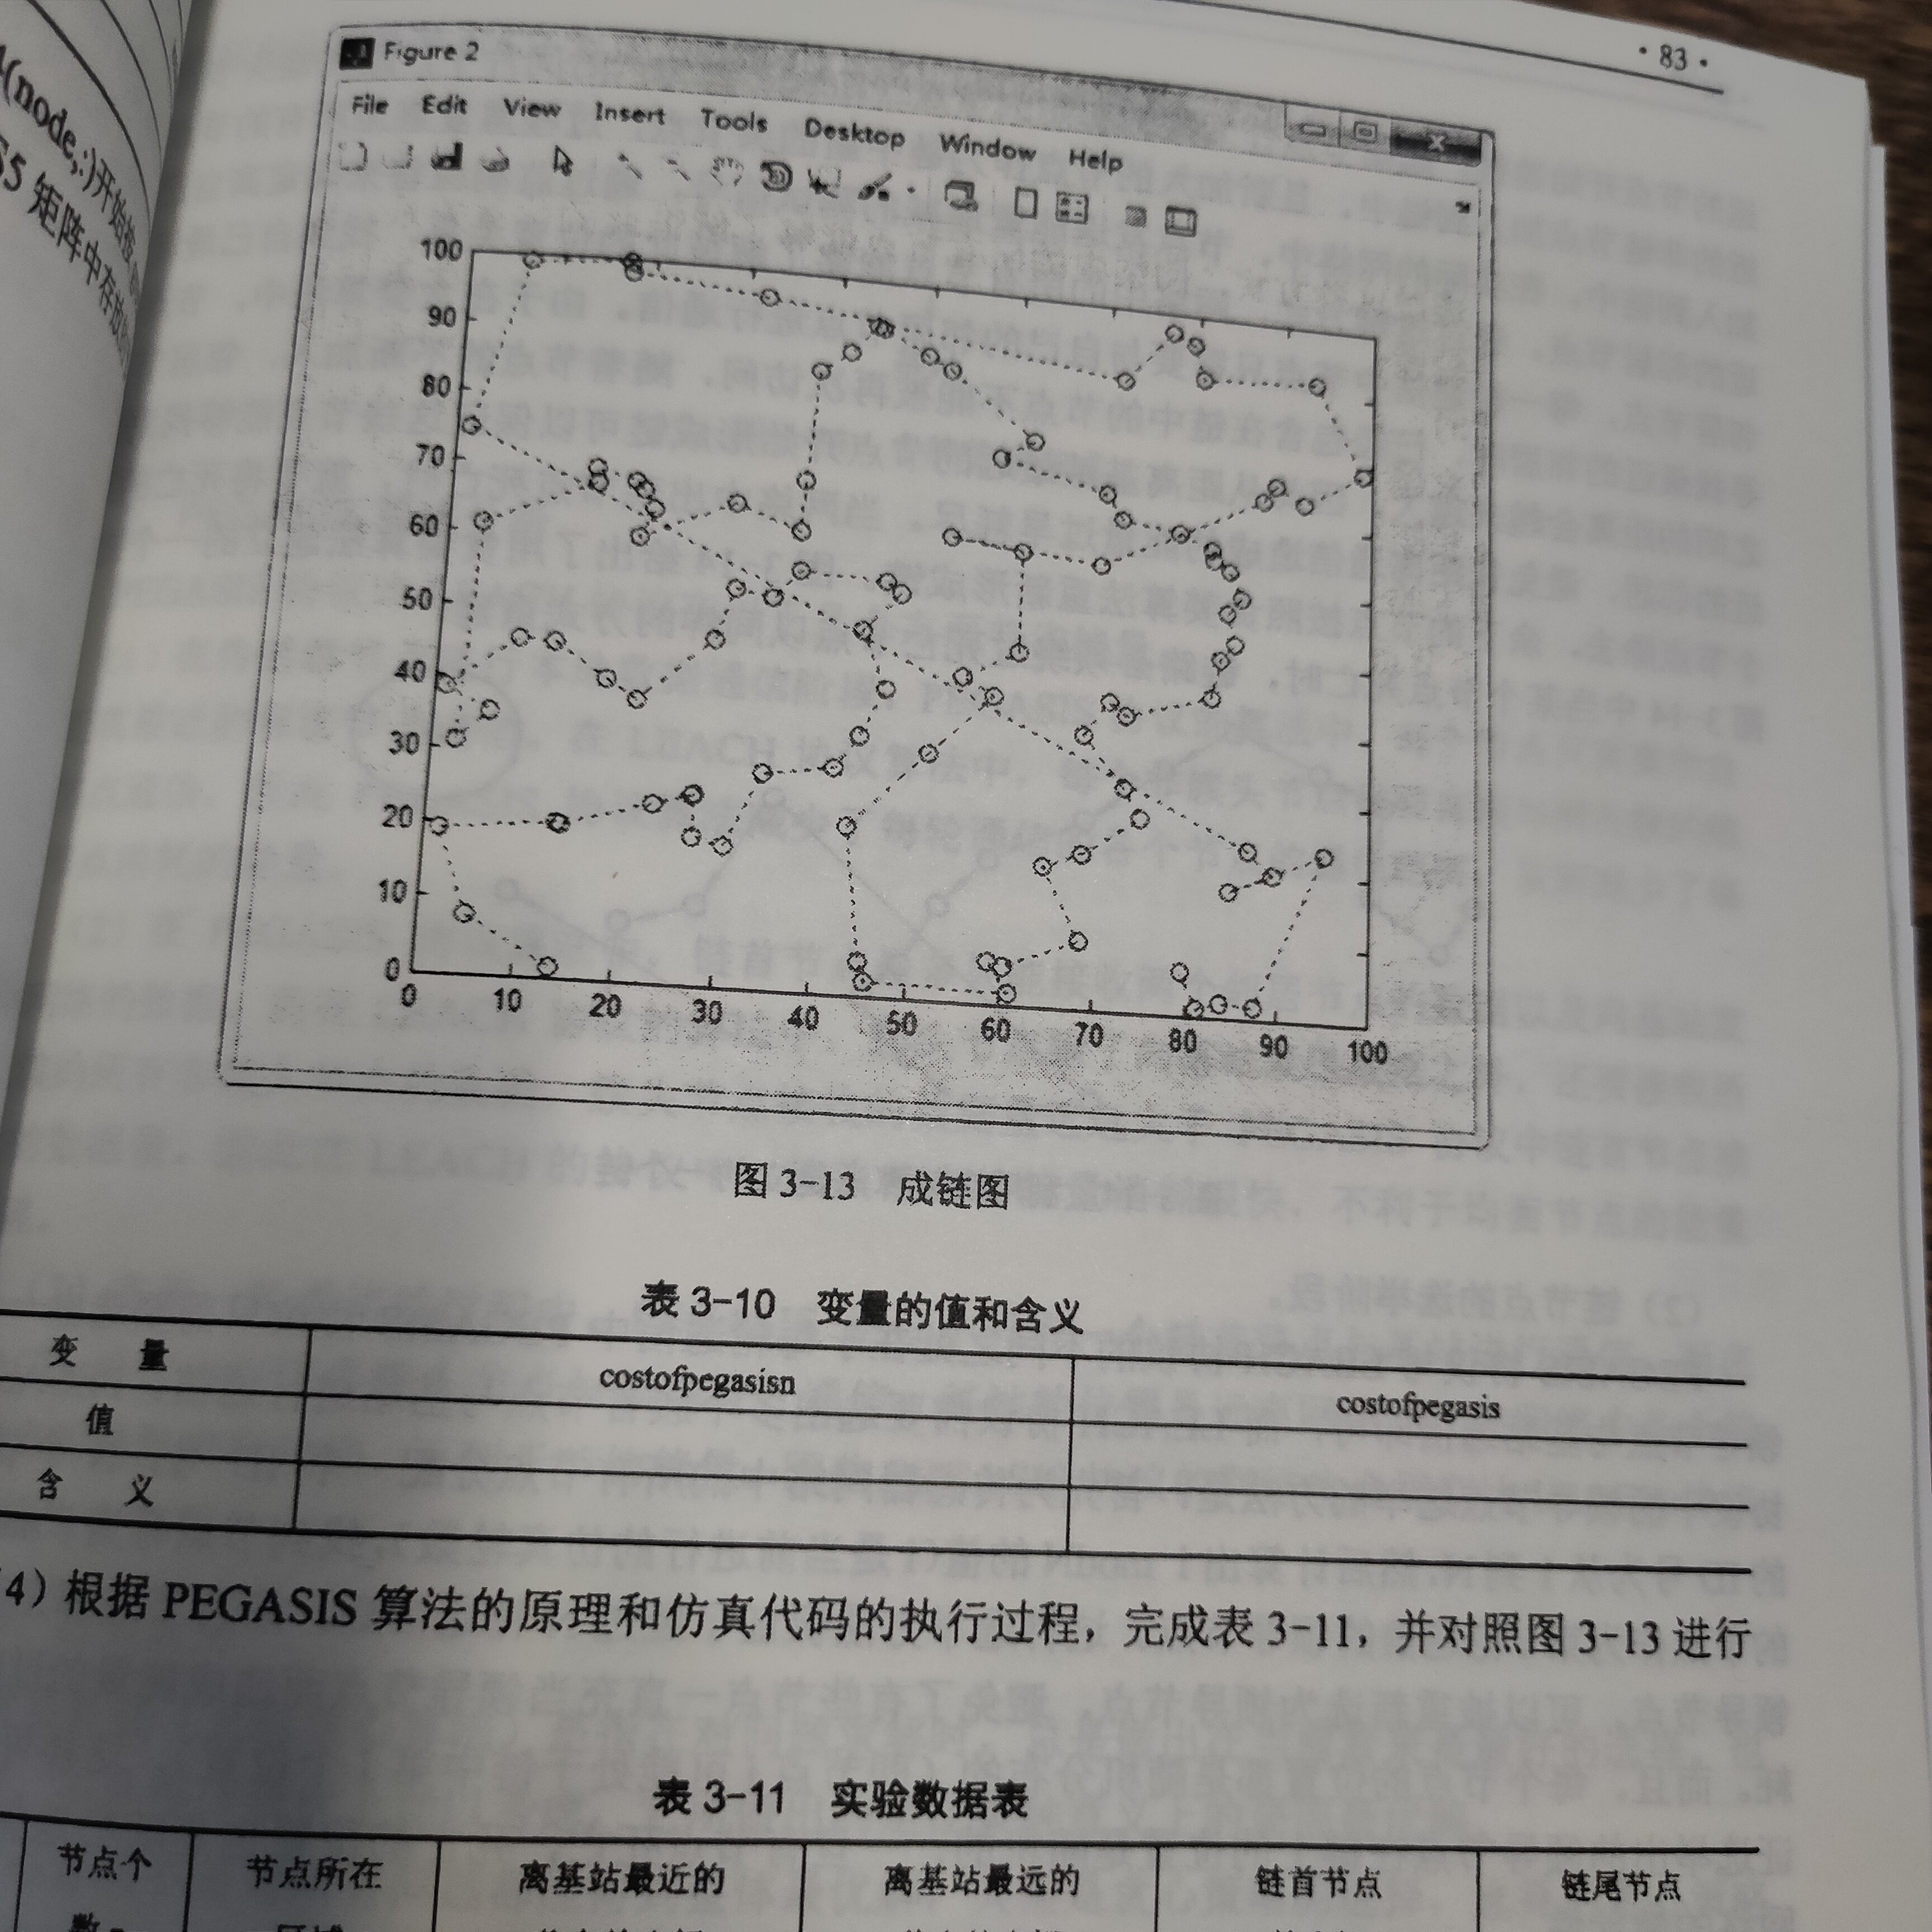 · 83 ·
(node,:)开始
55 矩阵中存放
Figure 2
File Edit View Insert Tools Desktop Window Help
100
90
80
70
60
50
40
30
20
10
0
0 10 20 30 40 50 60 70 80 90 100
图 3-13 成链图
表 3-10 变量的值和含义
变 量 costofpegasisn costofpegasis
值
含 义
4）根据 PEGASIS 算法的原理和仿真代码的执行过程，完成表 3-11，并对照图 3-13 进行
表 3-11 实验数据表
节点个 节点所在 离基站最近的 离基站最远的 链首节点 链尾节点